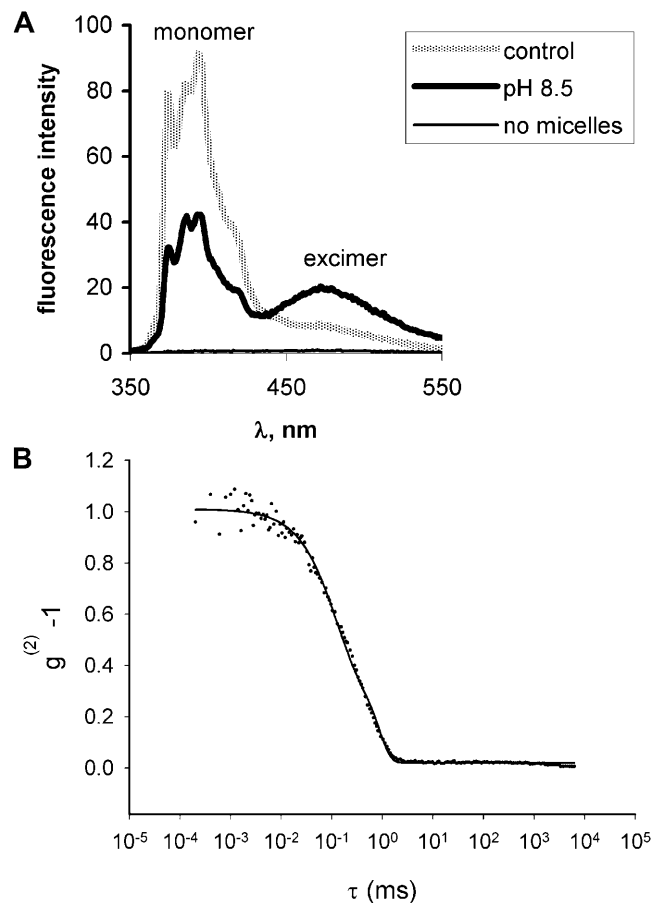 A
monomer
control
pH 8.5
no micelles
excimer
fluorescence intensity
100
80
60
40
20
0
350
450
550
λ, nm
B
g(2) -1
1.2
1.0
0.8
0.6
0.4
0.2
0.0
10-5
10-4
10-3
10-2
10-1
100
101
102
103
104
105
τ (ms)